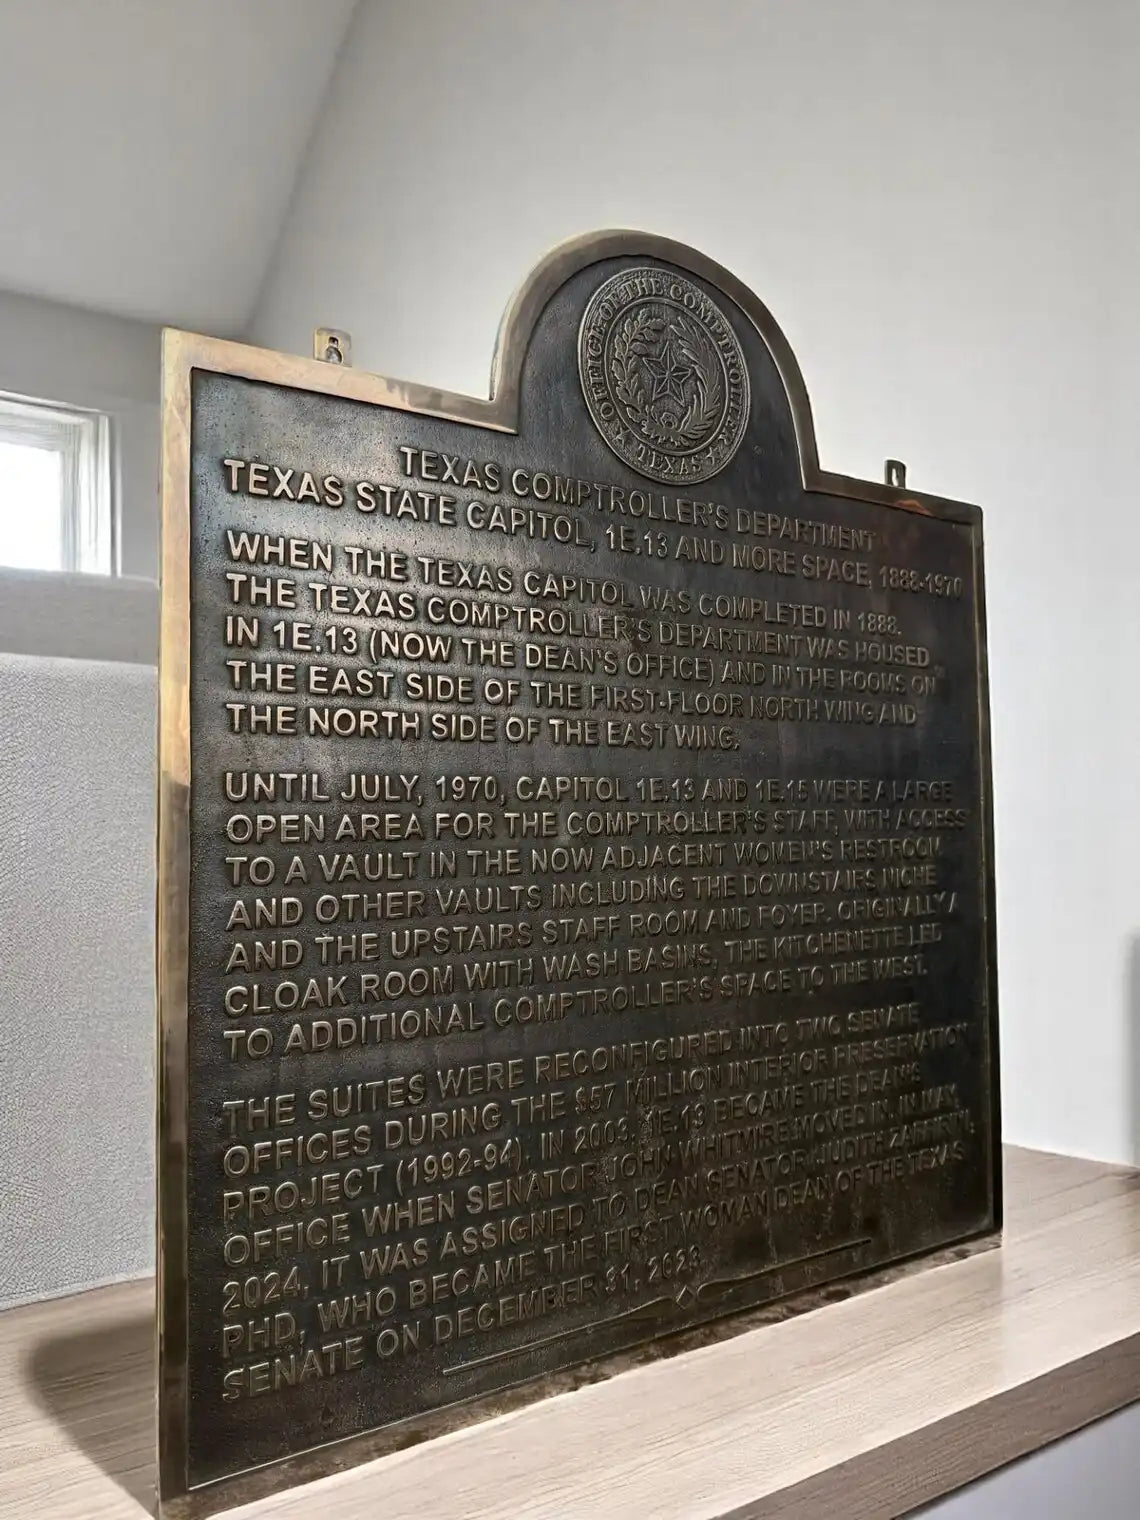 OFFICE OF THE COMPTROLLER
TEXAS
TEXAS COMPTROLLER'S DEPARTMENT
TEXAS STATE CAPITOL, 1E.13 AND MORE SPACE, 1888-1970
WHEN THE TEXAS CAPITOL WAS COMPLETED IN 1888,
THE TEXAS COMPTROLLER'S DEPARTMENT WAS HOUSED
IN 1E.13 (NOW THE DEAN'S OFFICE) AND IN THE ROOMS ON
THE EAST SIDE OF THE FIRST-FLOOR NORTH WING AND
THE NORTH SIDE OF THE EAST WING.
UNTIL JULY, 1970, CAPITOL 1E.13 AND 1E.15 WERE A LARGE
OPEN AREA FOR THE COMPTROLLER'S STAFF, WITH ACCESS
TO A VAULT IN THE NOW ADJACENT WOMEN'S RESTROOM
AND OTHER VAULTS INCLUDING THE DOWNSTAIRS NICHE
AND THE UPSTAIRS STAFF ROOM AND FOYER. ORIGINALLY A
CLOAK ROOM WITH WASH BASINS, THE KITCHENETTE LED
TO ADDITIONAL COMPTROLLER'S SPACE TO THE WEST.
THE SUITES WERE RECONFIGURED INTO TWO SENATE
OFFICES DURING THE $57 MILLION INTERIOR PRESERVATION
PROJECT (1992-94). IN 2003, 1E.13 BECAME THE DEAN'S
OFFICE WHEN SENATOR JOHN WHITMIRE MOVED IN. IN MAY,
2024, IT WAS ASSIGNED TO DEAN SENATOR JUDITH ZAFFIRINI,
PHD, WHO BECAME THE FIRST WOMAN DEAN OF THE TEXAS
SENATE ON DECEMBER 31, 2023.